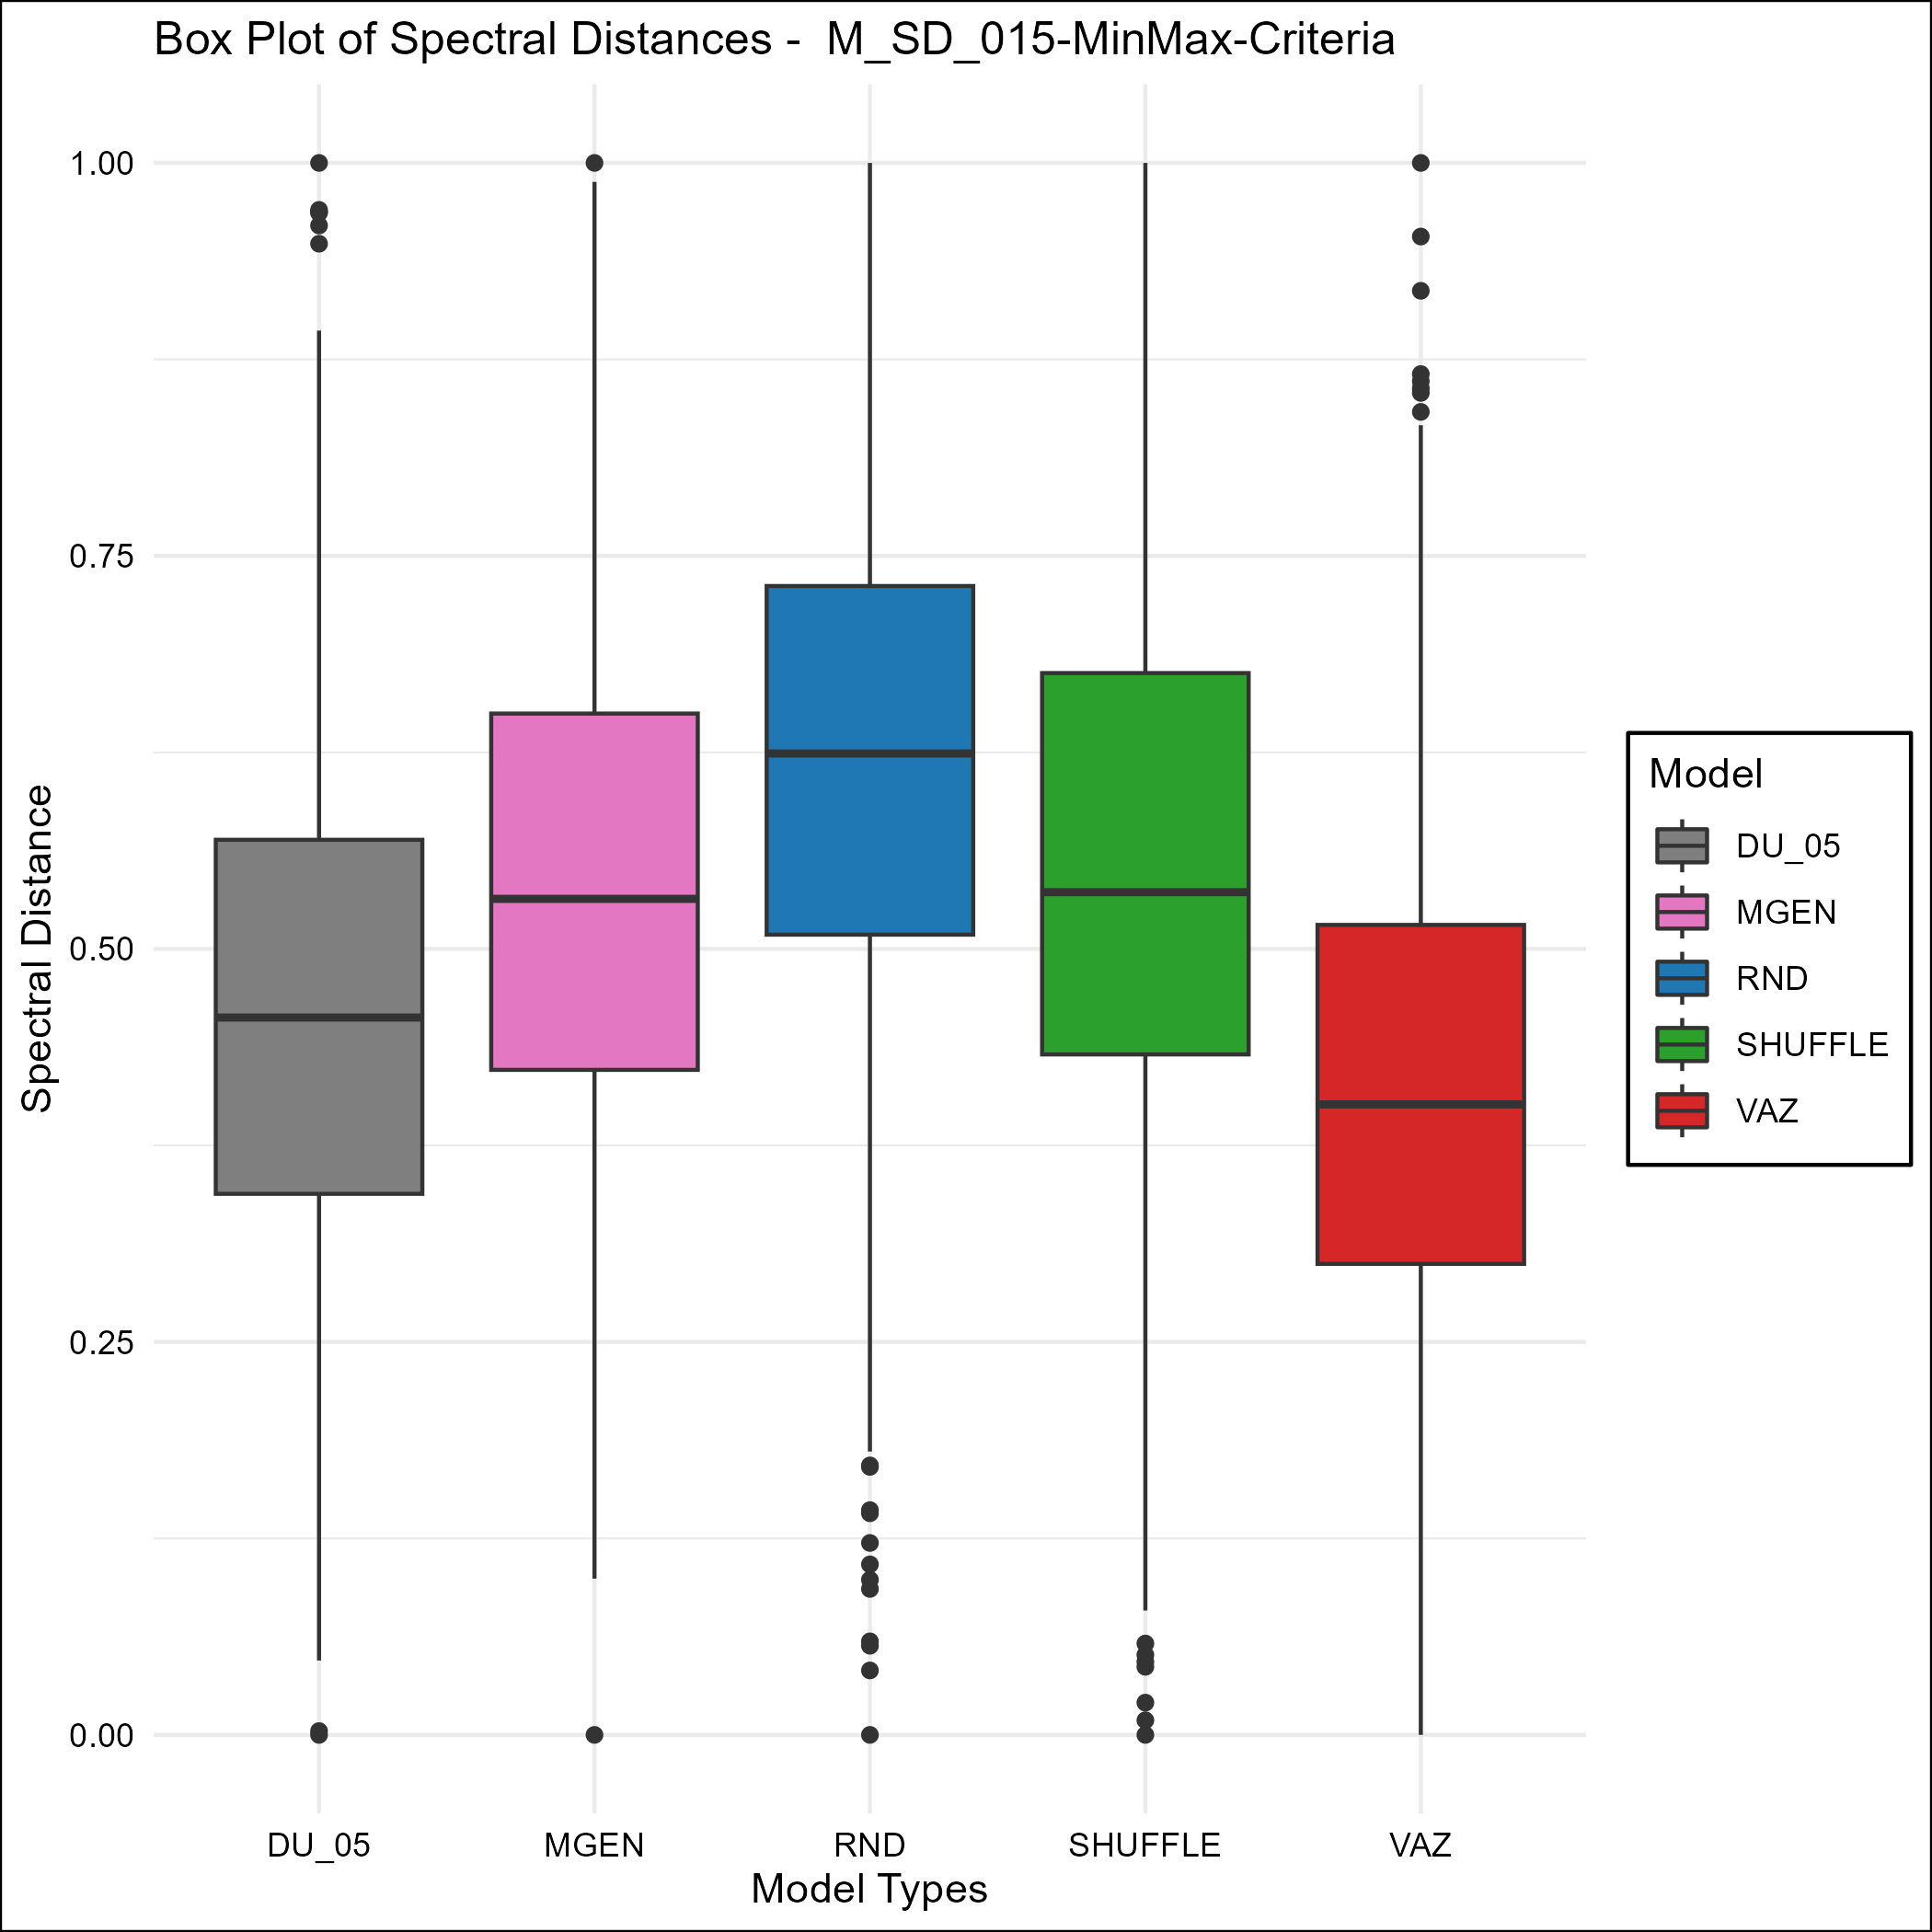 Box Plot of Spectral Distances -  M_SD_015-MinMax-Criteria
1.00
0.75
0.50
0.25
0.00
Spectral Distance
DU_05
MGEN
RND
SHUFFLE
VAZ
Model Types
Model
DU_05
MGEN
RND
SHUFFLE
VAZ